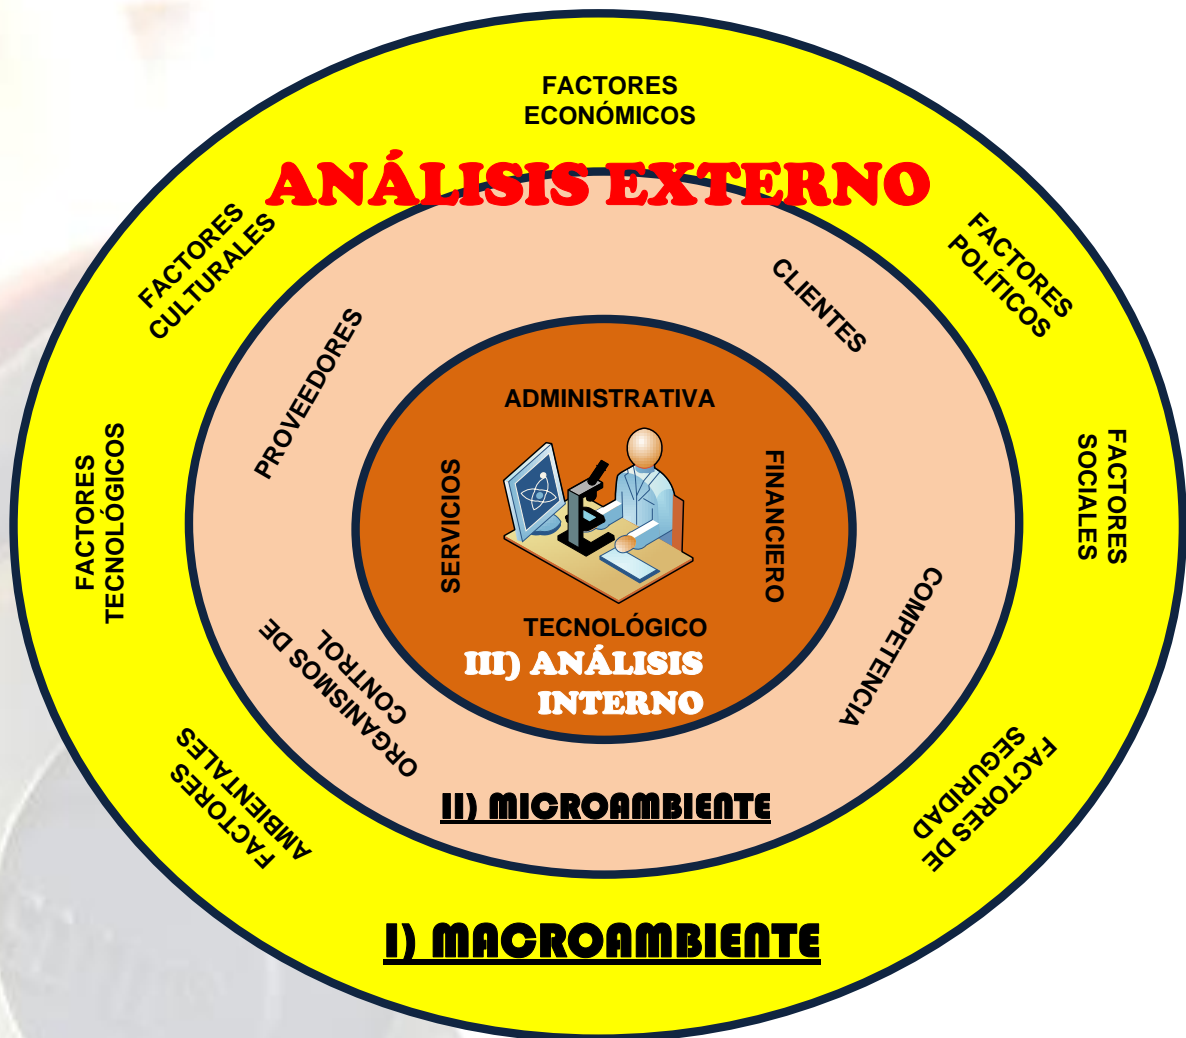 FACTORES
ECONÓMICOS
ANÁLISIS EXTERNO
FACTORES
CULTURALES
FACTORES
POLÍTICOS
CLIENTES
PROVEEDORES
ADMINISTRATIVA
FACTORES
TECNOLÓGICOS
SERVICIOS
FINANCIERO
FACTORES
SOCIALES
TECNOLÓGICO
III) ANÁLISIS
INTERNO
ORGANISMOS DE
CONTROL
COMPETENCIA
FACTORES
AMBIENTALES
FACTORES DE
SEGURIDAD
II) MICROAMBIENTE
I) MACROAMBIENTE